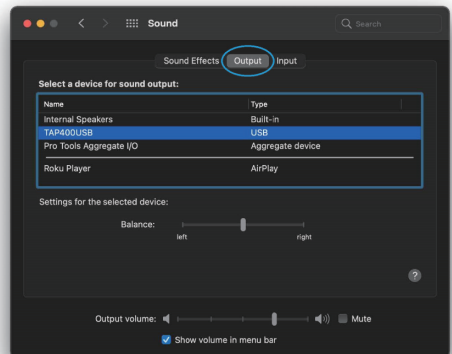 Sound
Search
Sound Effects Output Input
Select a device for sound output:
Name Type
Internal Speakers Built-in
TAP400USB USB
Pro Tools Aggregate I/O Aggregate device
Roku Player AirPlay
Settings for the selected device:
Balance:
left right
?
Output volume: Mute
Show volume in menu bar